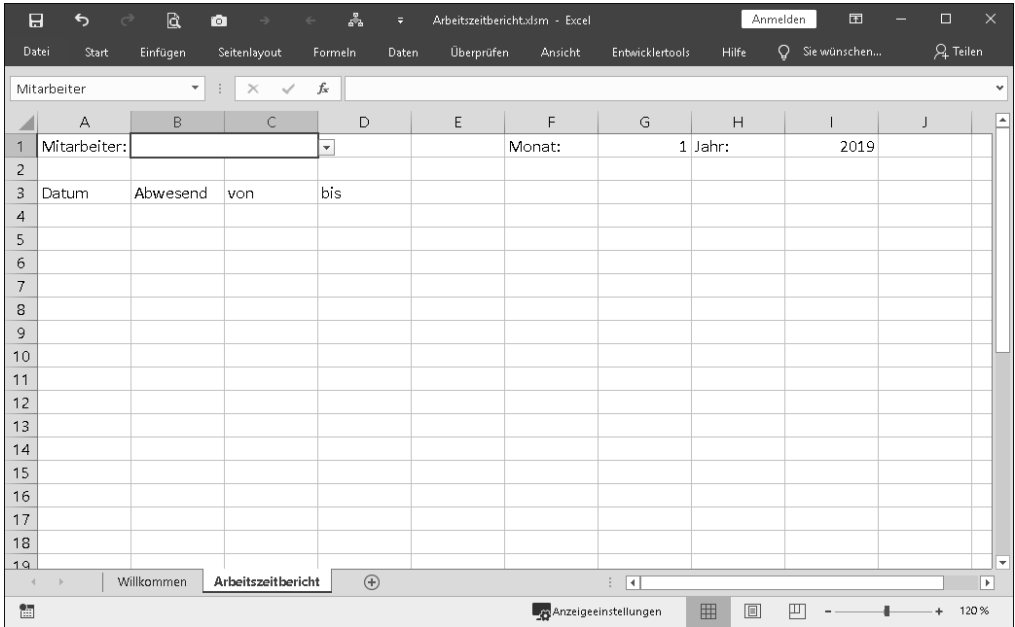 Arbeitszeitbericht.xlsm - Excel Anmelden
Datei Start Einfügen Seitenlayout Formeln Daten Überprüfen Ansicht Entwicklertools Hilfe Sie wünschen... Teilen
Mitarbeiter fx
A B C D E F G H I J
1 Mitarbeiter: Monat: 1 Jahr: 2019
2
3 Datum Abwesend von bis
4
5
6
7
8
9
10
11
12
13
14
15
16
17
18
19
Willkommen Arbeitszeitbericht
Anzeigeeinstellungen - + 120 %